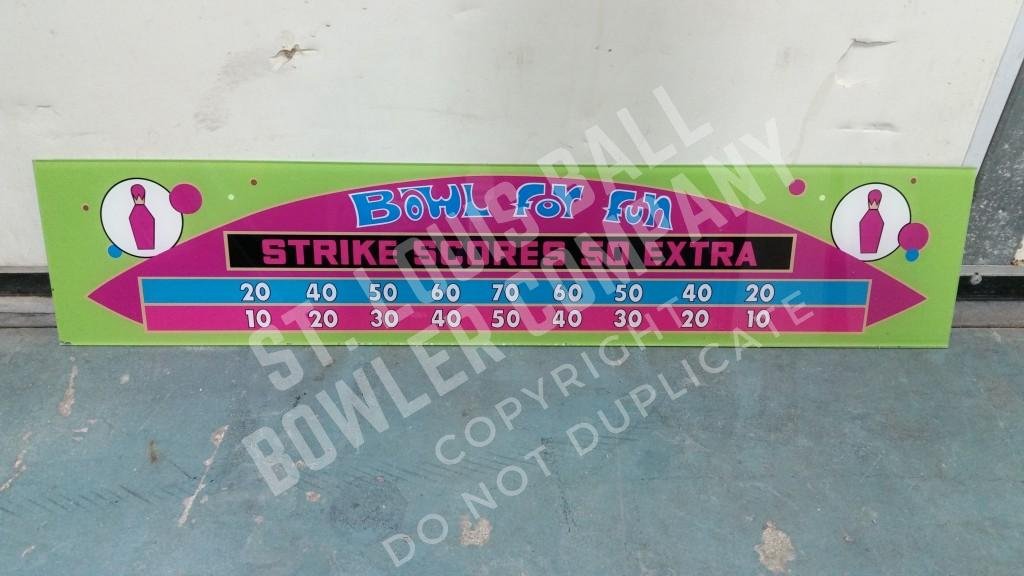 Bowl For Fun
STRIKE SCORES 50 EXTRA
20 40 50 60 70 60 50 40 20
10 20 30 40 50 40 30 20 10
ST. LOUIS BALL
BOWLER COMPANY
COPYRIGHT
DO NOT DUPLICATE